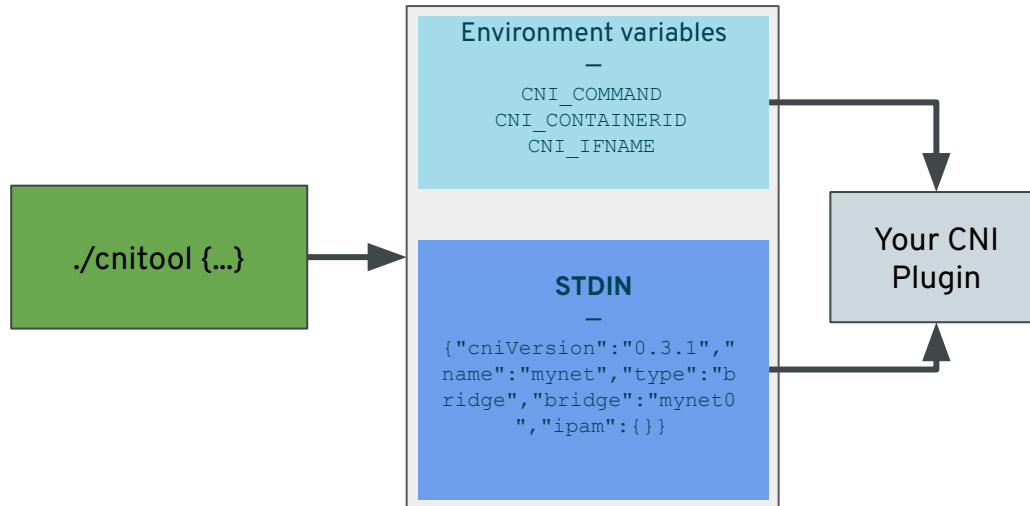 Environment variables
—
CNI_COMMAND
CNI_CONTAINERID
CNI_IFNAME
./cnitool {...}
STDIN
—
{"cniVersion":"0.3.1","
name":"mynet","type":"b
ridge","bridge":"mynet0
","ipam":{}}
Your CNI
Plugin